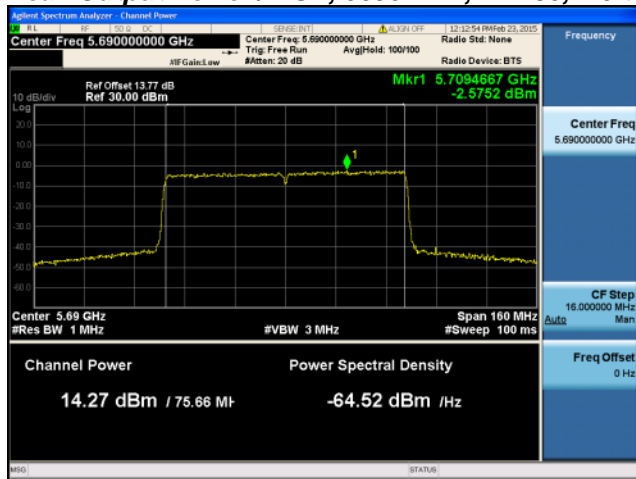 Agilent Spectrum Analyzer - Channel Power
RL RF 50 Ω DC SENSE:INT ALIGN OFF 12:12:54 PM Feb 23, 2015
Center Freq 5.690000000 GHz
Center Freq: 5.690000000 GHz
Radio Std: None
Trig: Free Run Avg|Hold: 100/100
#IFGain:Low #Atten: 20 dB Radio Device: BTS
Frequency
Ref Offset 13.77 dB
Mkr1 5.7094667 GHz
10 dB/div Ref 30.00 dBm -2.5752 dBm
Log
20.0
10.0
0.00
-10.0
-20.0
-30.0
-40.0
-50.0
-60.0
1
Center 5.69 GHz Span 160 MHz
#Res BW 1 MHz #VBW 3 MHz #Sweep 100 ms
Channel Power Power Spectral Density
14.27 dBm / 75.66 MH -64.52 dBm /Hz
Center Freq
5.690000000 GHz
CF Step
16.000000 MHz
Auto Man
Freq Offset
0 Hz
MSG STATUS